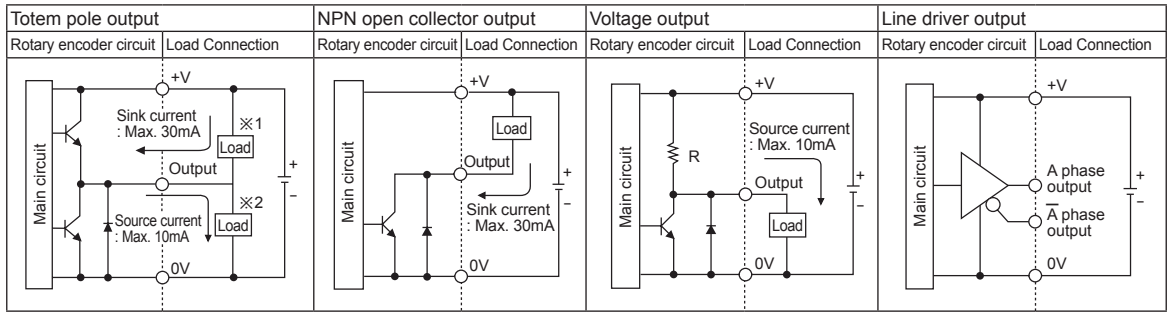 Totem pole output
NPN open collector output
Voltage output
Line driver output
Rotary encoder circuit
Load Connection
Rotary encoder circuit
Load Connection
Rotary encoder circuit
Load Connection
Rotary encoder circuit
Load Connection
Main circuit
+V
Sink current
: Max. 30mA
※1
Load
Output
※2
Source current
: Max. 10mA
Load
0V
+
−
Main circuit
+V
Load
Output
Sink current
: Max. 30mA
0V
+
−
Main circuit
+V
Source current
: Max. 10mA
R
Output
Load
0V
+
−
Main circuit
+V
A phase
output
A̅ phase
output
0V
+
−